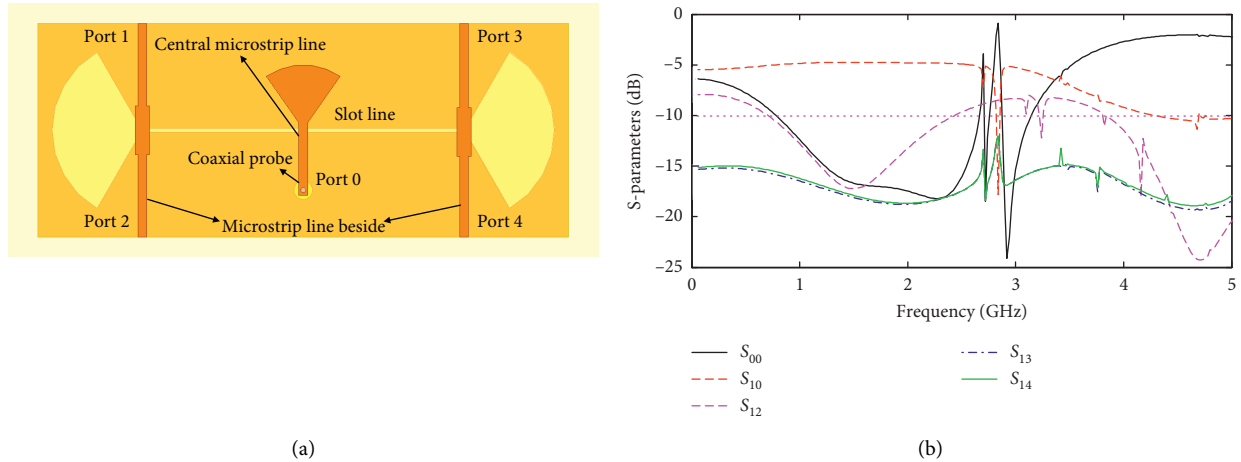 Port 1
Central microstrip line
Port 3
Slot line
Coaxial probe
Port 0
Port 2
Microstrip line beside
Port 4
(a)
S-parameters (dB)
0
−5
−10
−15
−20
−25
0
1
2
3
4
5
Frequency (GHz)
S00
S10
S12
S13
S14
(b)